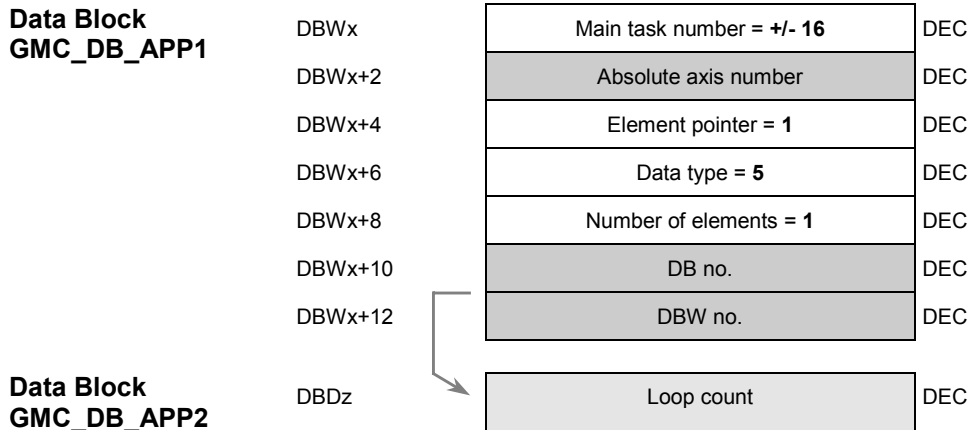 Data Block
GMC_DB_APP1
DBWx Main task number = +/- 16 DEC
DBWx+2 Absolute axis number DEC
DBWx+4 Element pointer = 1 DEC
DBWx+6 Data type = 5 DEC
DBWx+8 Number of elements = 1 DEC
DBWx+10 DB no. DEC
DBWx+12 DBW no. DEC
Data Block
GMC_DB_APP2
DBDz Loop count DEC